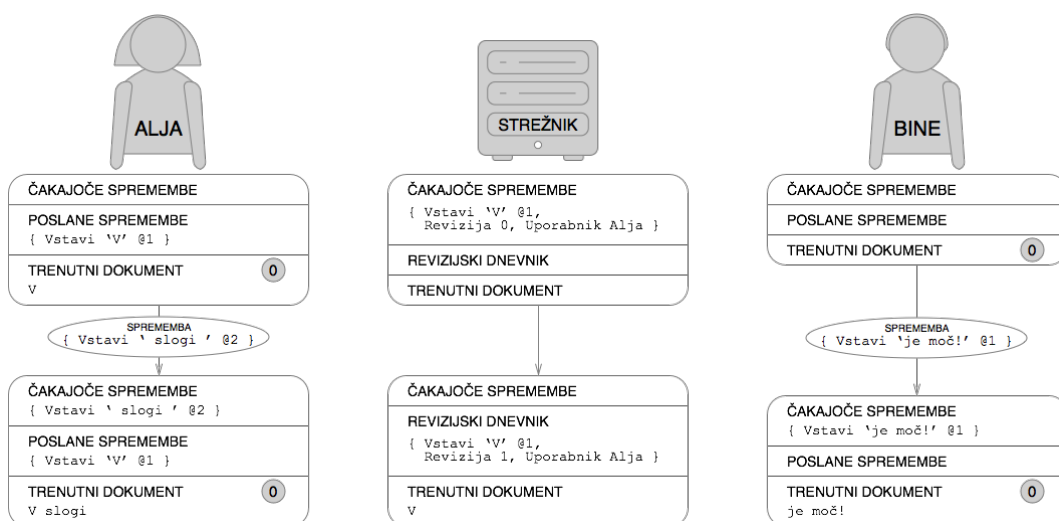 ALJA
ČAKAJOČE SPREMEMBE
POSLANE SPREMEMBE
{ Vstavi ‘V’ @1 }
TRENUTNI DOKUMENT
0
V
SPREMEMBA
{ Vstavi ‘ slogi ’ @2 }
ČAKAJOČE SPREMEMBE
{ Vstavi ‘ slogi ’ @2 }
POSLANE SPREMEMBE
{ Vstavi ‘V’ @1 }
TRENUTNI DOKUMENT
0
V slogi
STREŽNIK
ČAKAJOČE SPREMEMBE
{ Vstavi ‘V’ @1,
Revizija 0, Uporabnik Alja }
REVIZIJSKI DNEVNIK
TRENUTNI DOKUMENT
ČAKAJOČE SPREMEMBE
REVIZIJSKI DNEVNIK
{ Vstavi ‘V’ @1,
Revizija 1, Uporabnik Alja }
TRENUTNI DOKUMENT
V
BINE
ČAKAJOČE SPREMEMBE
POSLANE SPREMEMBE
TRENUTNI DOKUMENT
0
SPREMEMBA
{ Vstavi ‘je moč!’ @1 }
ČAKAJOČE SPREMEMBE
{ Vstavi ‘je moč!’ @1 }
POSLANE SPREMEMBE
TRENUTNI DOKUMENT
0
je moč!